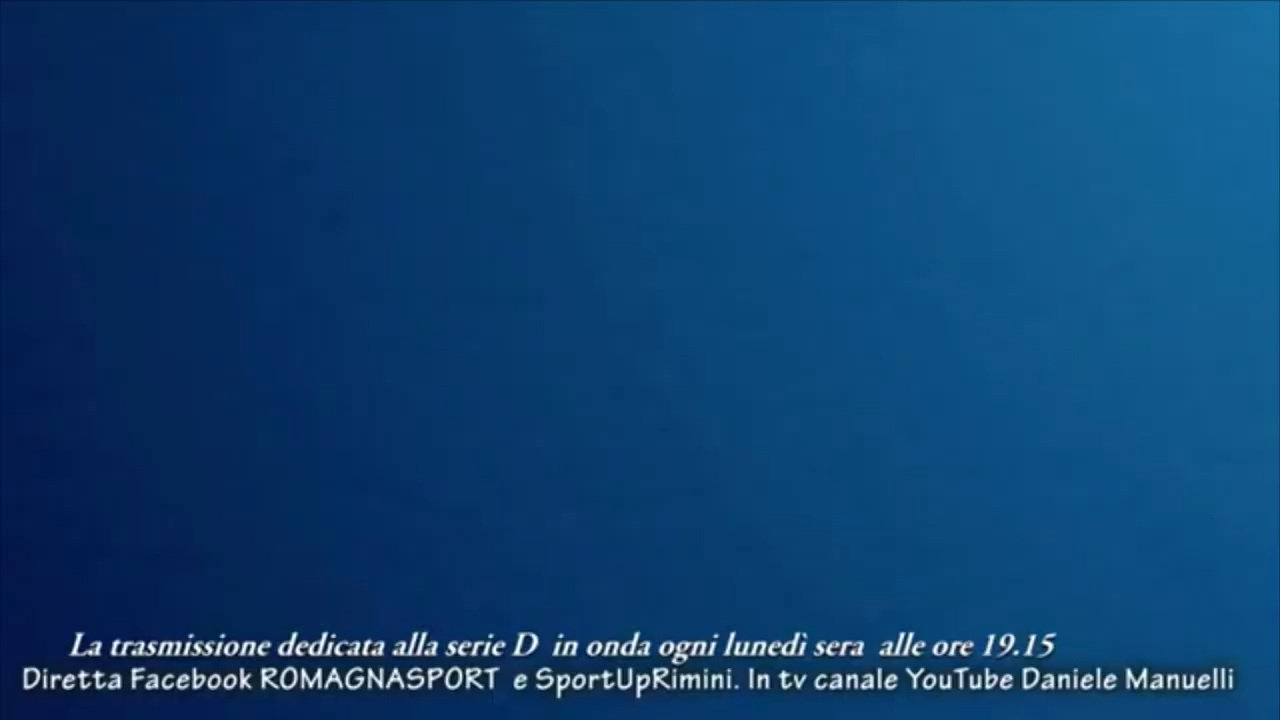 La trasmissione dedicata alla serie D in onda ogni lunedì sera alle ore 19.15
Diretta Facebook ROMAGNASPORT e SportUpRimini. In tv canale YouTube Daniele Manuelli